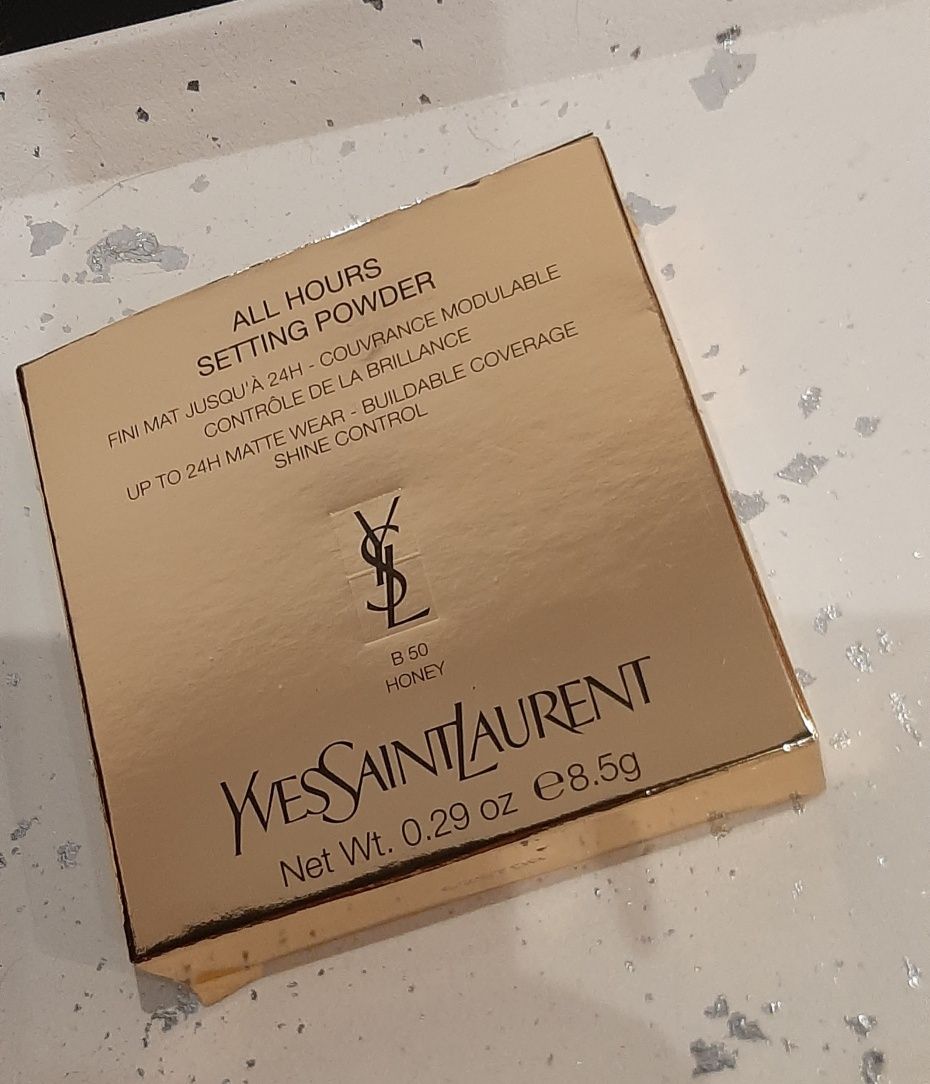 ALL HOURS
SETTING POWDER
FINI MAT JUSQU'À 24H - COUVRANCE MODULABLE
CONTRÔLE DE LA BRILLANCE
UP TO 24H MATTE WEAR - BUILDABLE COVERAGE
SHINE CONTROL
YSL
B 50
HONEY
YVESSAINTLAURENT
Net Wt. 0.29 oz ℮8.5g